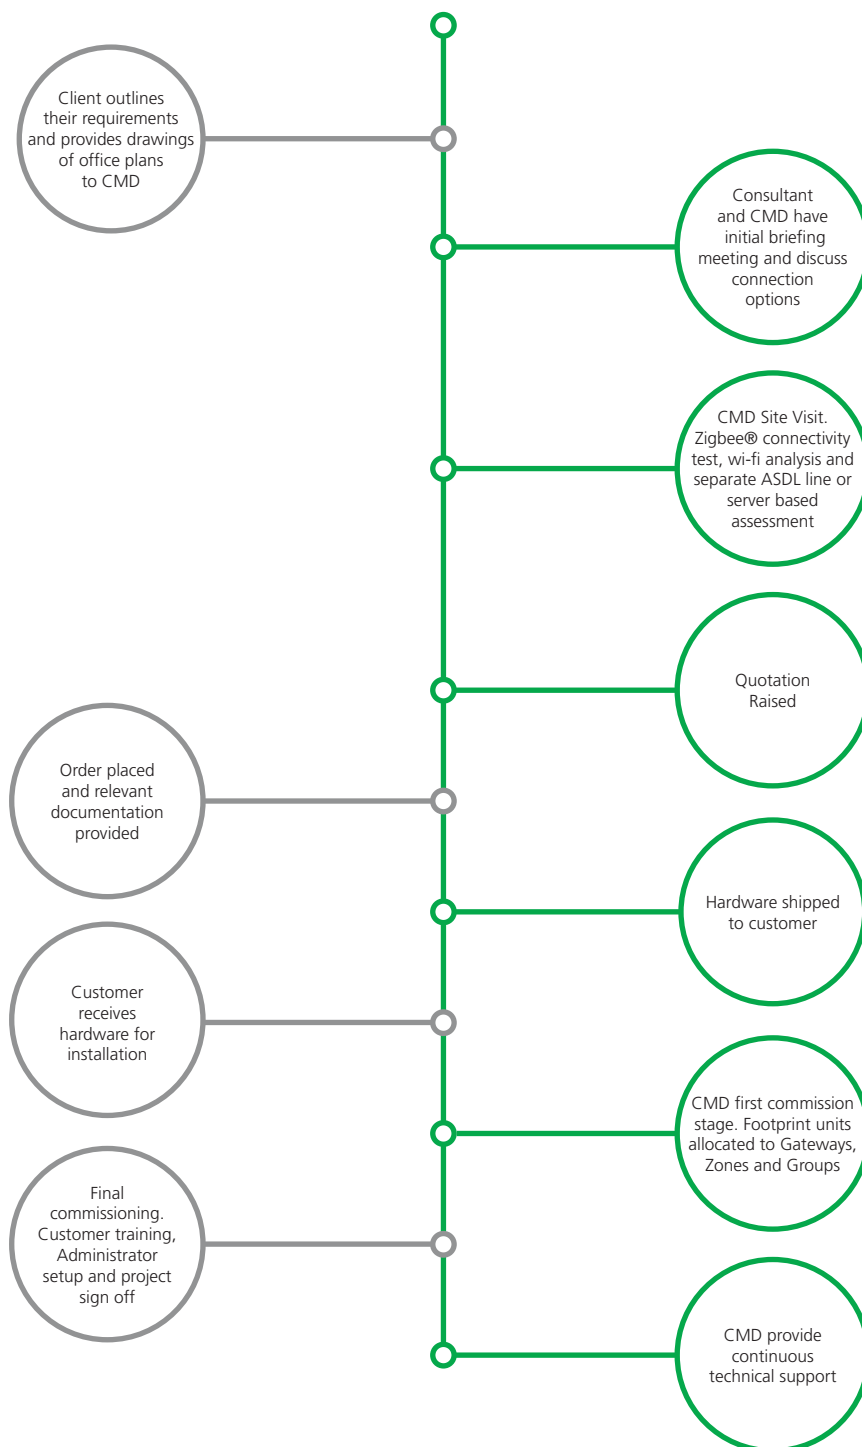 Client outlines
their requirements
and provides drawings
of office plans
to CMD
Consultant
and CMD have
initial briefing
meeting and discuss
connection
options
CMD Site Visit.
Zigbee® connectivity
test, wi-fi analysis and
separate ASDL line or
server based
assessment
Quotation
Raised
Order placed
and relevant
documentation
provided
Hardware shipped
to customer
Customer
receives
hardware for
installation
CMD first commission
stage. Footprint units
allocated to Gateways,
Zones and Groups
Final
commissioning.
Customer training,
Administrator
setup and project
sign off
CMD provide
continuous
technical support